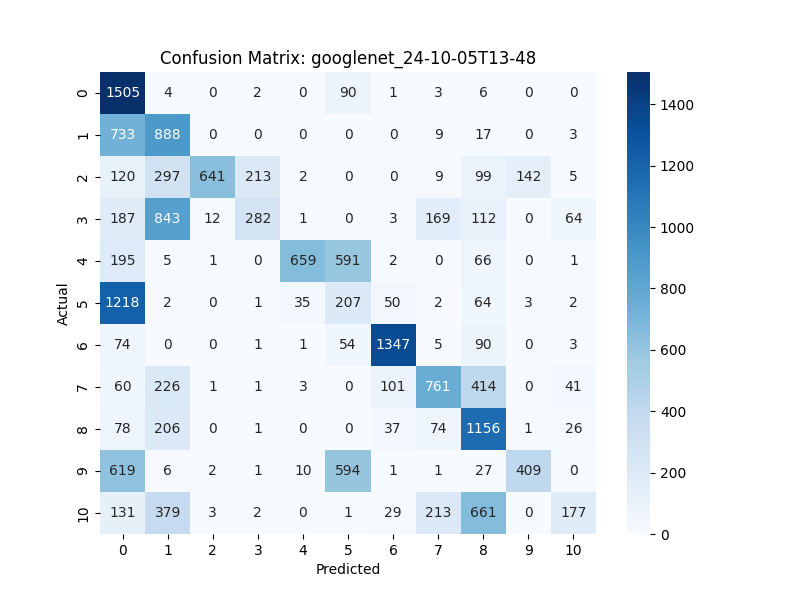 Confusion Matrix: googlenet_24-10-05T13-48
0 1505 4 0 2 0 90 1 3 6 0 0
1 733 888 0 0 0 0 0 9 17 0 3
2 120 297 641 213 2 0 0 9 99 142 5
3 187 843 12 282 1 0 3 169 112 0 64
4 195 5 1 0 659 591 2 0 66 0 1
5 1218 2 0 1 35 207 50 2 64 3 2
6 74 0 0 1 1 54 1347 5 90 0 3
7 60 226 1 1 3 0 101 761 414 0 41
8 78 206 0 1 0 0 37 74 1156 1 26
9 619 6 2 1 10 594 1 1 27 409 0
10 131 379 3 2 0 1 29 213 661 0 177
0 1 2 3 4 5 6 7 8 9 10
Predicted
Actual
1400
1200
1000
800
600
400
200
0